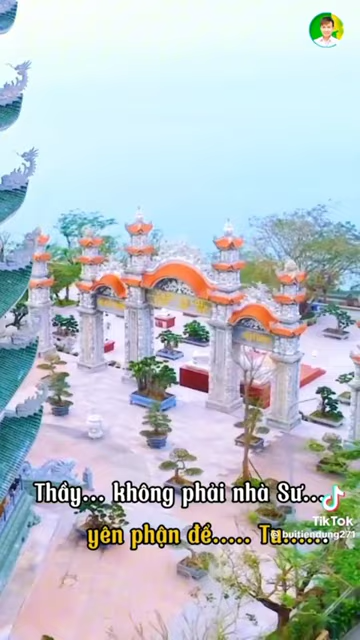 Thầy... không phải nhà Sư...
yên phận để..... Tu......
TikTok
@buitiendung271